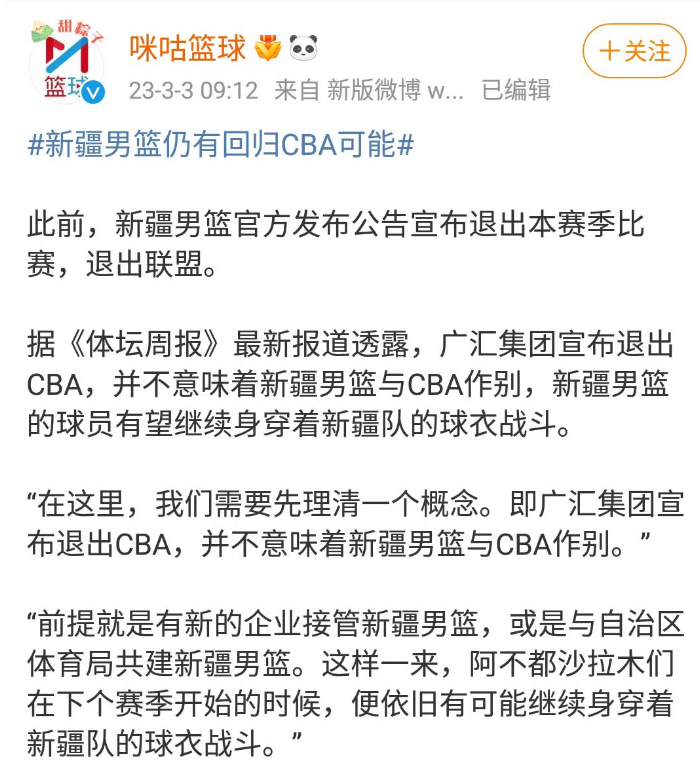 甜粽子
篮球
咪咕篮球
+关注
23-3-3 09:12 来自 新版微博 w... 已编辑
#新疆男篮仍有回归CBA可能#
此前，新疆男篮官方发布公告宣布退出本赛季比
赛，退出联盟。
据《体坛周报》最新报道透露，广汇集团宣布退出
CBA，并不意味着新疆男篮与CBA作别，新疆男篮
的球员有望继续身穿着新疆队的球衣战斗。
“在这里，我们需要先理清一个概念。即广汇集团宣
布退出CBA，并不意味着新疆男篮与CBA作别。”
“前提就是有新的企业接管新疆男篮，或是与自治区
体育局共建新疆男篮。这样一来，阿不都沙拉木们
在下个赛季开始的时候，便依旧有可能继续身穿着
新疆队的球衣战斗。”